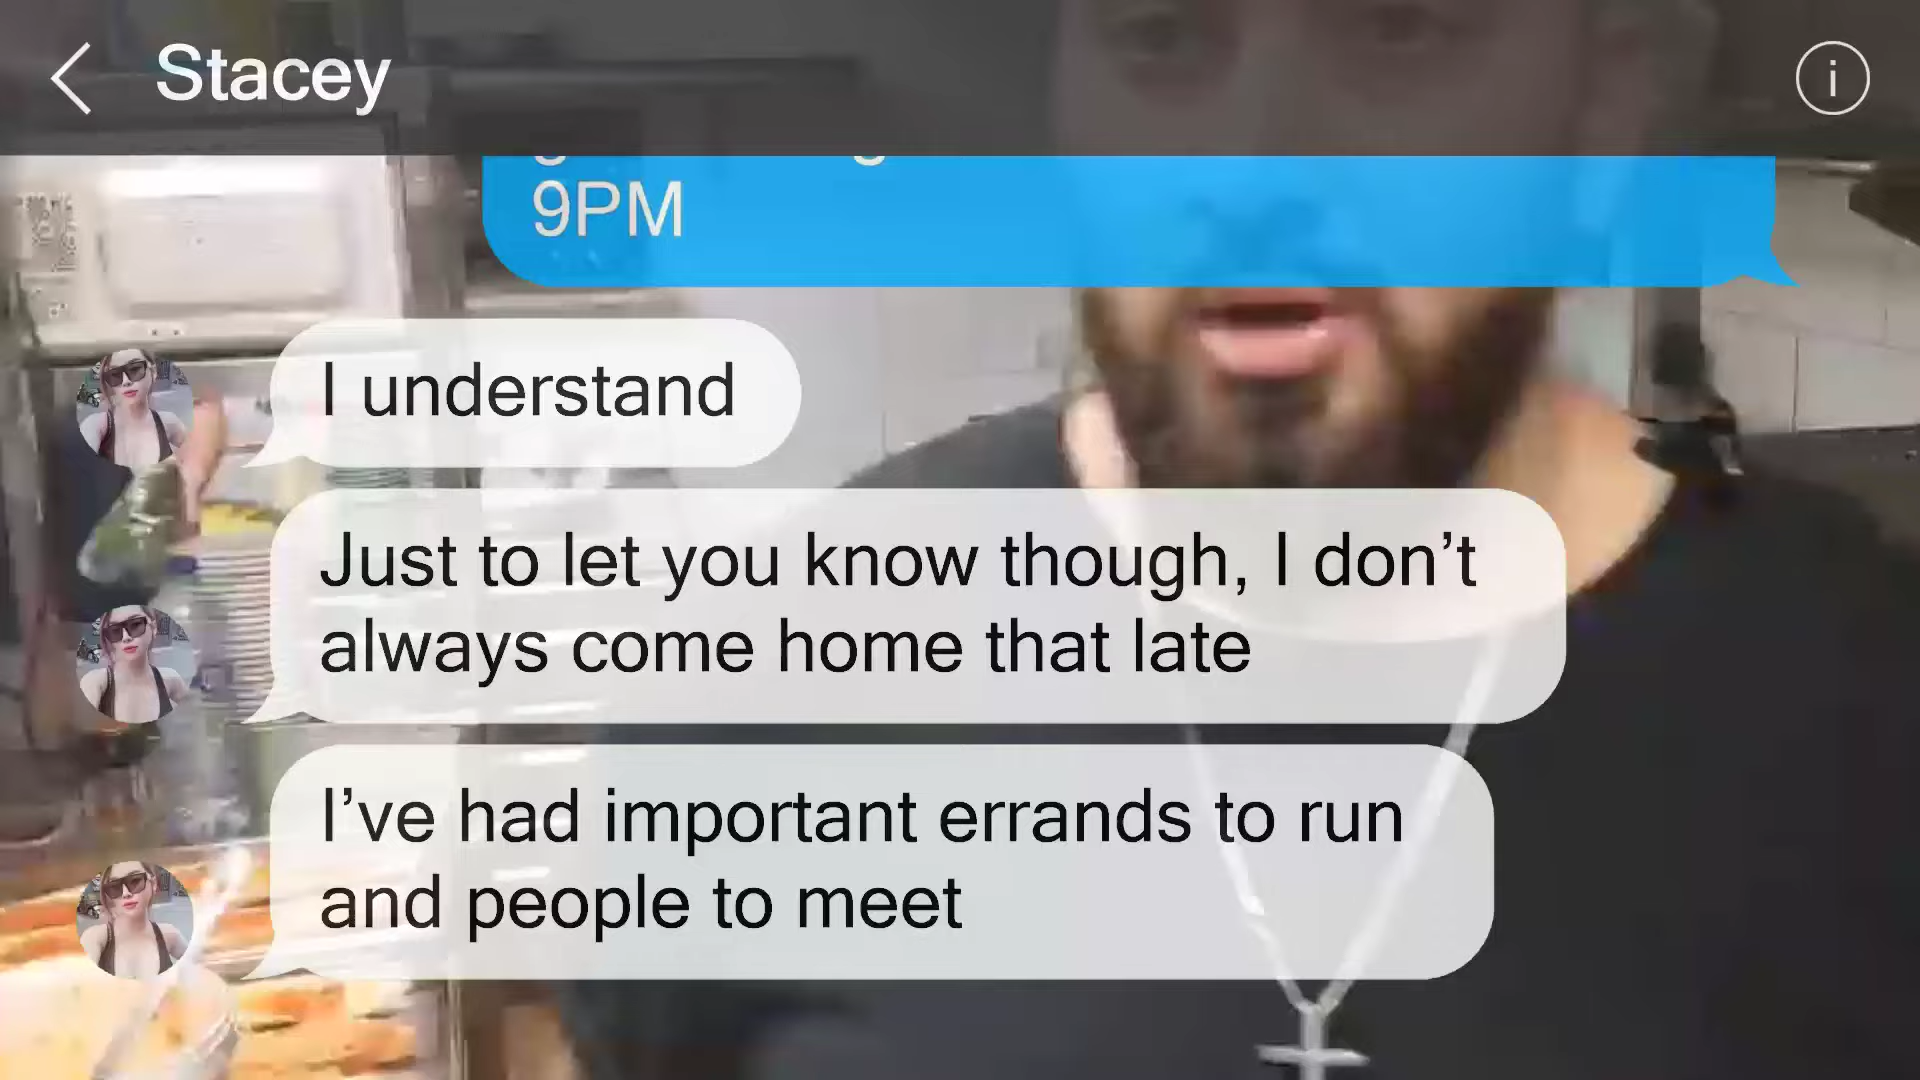 Stacey
9PM
I understand
Just to let you know though, I don’t
always come home that late
I’ve had important errands to run
and people to meet